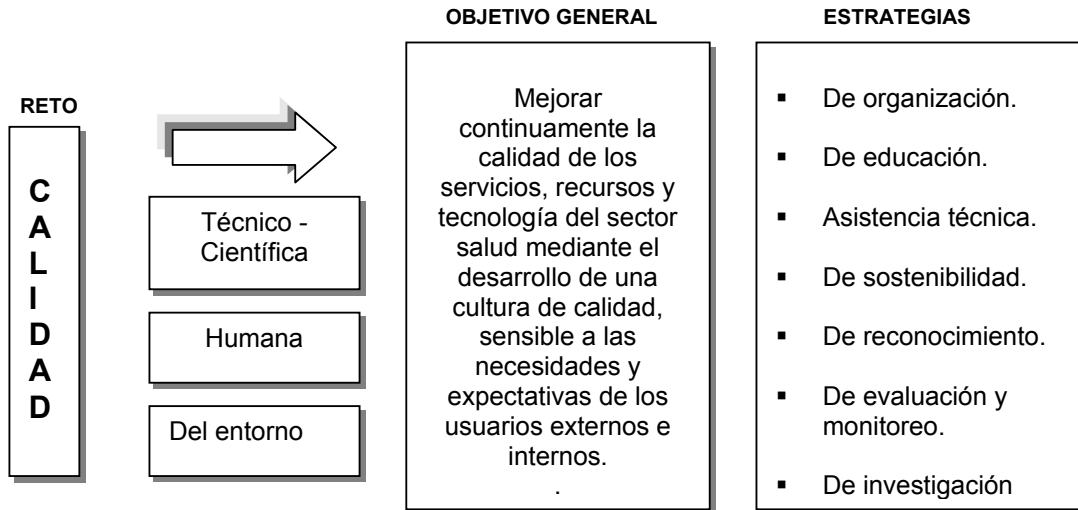 RETO
C
A
L
I
D
A
D
Técnico -
Científica
Humana
Del entorno
OBJETIVO GENERAL
Mejorar
continuamente la
calidad de los
servicios, recursos y
tecnología del sector
salud mediante el
desarrollo de una
cultura de calidad,
sensible a las
necesidades y
expectativas de los
usuarios externos e
internos.
.
ESTRATEGIAS
▪ De organización.
▪ De educación.
▪ Asistencia técnica.
▪ De sostenibilidad.
▪ De reconocimiento.
▪ De evaluación y
monitoreo.
▪ De investigación